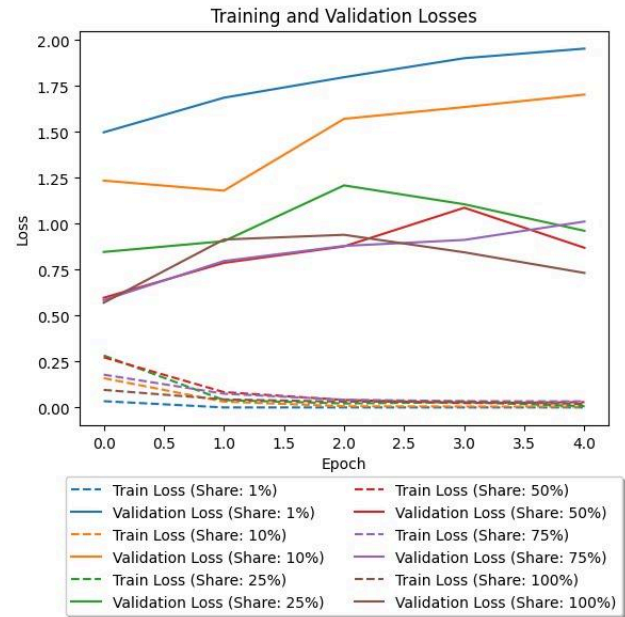 Training and Validation Losses
2.00
1.75
1.50
1.25
1.00
0.75
0.50
0.25
0.00
Loss
0.0 0.5 1.0 1.5 2.0 2.5 3.0 3.5 4.0
Epoch
Train Loss (Share: 1%)
Validation Loss (Share: 1%)
Train Loss (Share: 10%)
Validation Loss (Share: 10%)
Train Loss (Share: 25%)
Validation Loss (Share: 25%)
Train Loss (Share: 50%)
Validation Loss (Share: 50%)
Train Loss (Share: 75%)
Validation Loss (Share: 75%)
Train Loss (Share: 100%)
Validation Loss (Share: 100%)